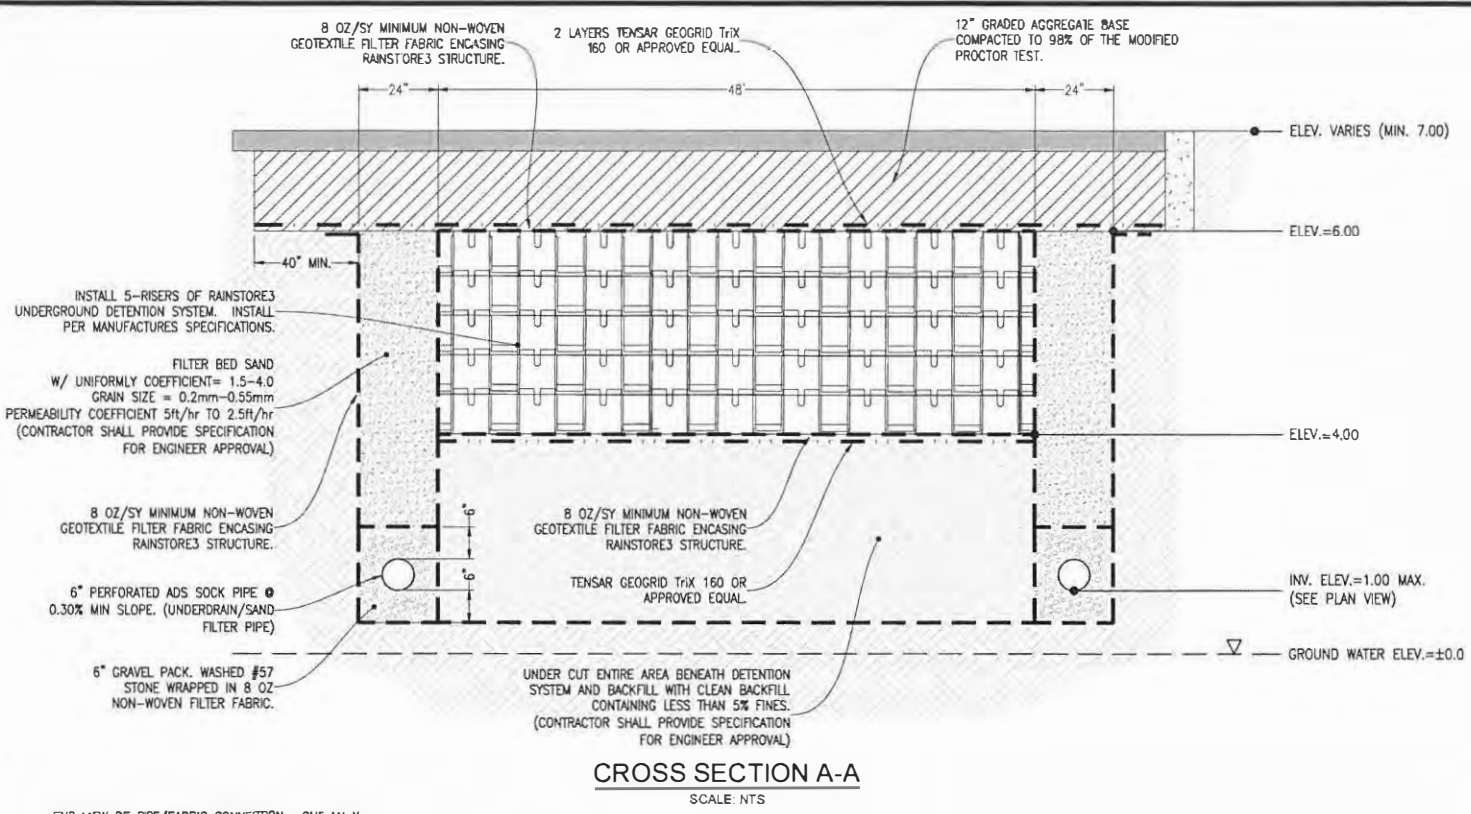 8 OZ/SY MINIMUM NON-WOVEN
GEOTEXTILE FILTER FABRIC ENCASING
RAINSTORE3 STRUCTURE.
2 LAYERS TENSAR GEOGRID TriX
160 OR APPROVED EQUAL.
12" GRADED AGGREGATE BASE
COMPACTED TO 98% OF THE MODIFIED
PROCTOR TEST.
24"
48'
24"
ELEV. VARIES (MIN. 7.00)
ELEV.=6.00
40" MIN.
INSTALL 5-RISERS OF RAINSTORE3
UNDERGROUND DETENTION SYSTEM. INSTALL
PER MANUFACTURES SPECIFICATIONS.
FILTER BED SAND
W/ UNIFORMLY COEFFICIENT= 1.5-4.0
GRAIN SIZE = 0.2mm-0.55mm
PERMEABILITY COEFFICIENT 5ft/hr TO 2.5ft/hr
(CONTRACTOR SHALL PROVIDE SPECIFICATION
FOR ENGINEER APPROVAL)
ELEV.=4.00
8 OZ/SY MINIMUM NON-WOVEN
GEOTEXTILE FILTER FABRIC ENCASING
RAINSTORE3 STRUCTURE.
6"
6"
8 OZ/SY MINIMUM NON-WOVEN
GEOTEXTILE FILTER FABRIC ENCASING
RAINSTORE3 STRUCTURE.
TENSAR GEOGRID TriX 160 OR
APPROVED EQUAL.
6" PERFORATED ADS SOCK PIPE @
0.30% MIN SLOPE. (UNDERDRAIN/SAND
FILTER PIPE)
INV. ELEV.=1.00 MAX.
(SEE PLAN VIEW)
GROUND WATER ELEV.=±0.0
6" GRAVEL PACK. WASHED #57
STONE WRAPPED IN 8 OZ
NON-WOVEN FILTER FABRIC.
UNDER CUT ENTIRE AREA BENEATH DETENTION
SYSTEM AND BACKFILL WITH CLEAN BACKFILL
CONTAINING LESS THAN 5% FINES.
(CONTRACTOR SHALL PROVIDE SPECIFICATION
FOR ENGINEER APPROVAL)
CROSS SECTION A-A
SCALE: NTS